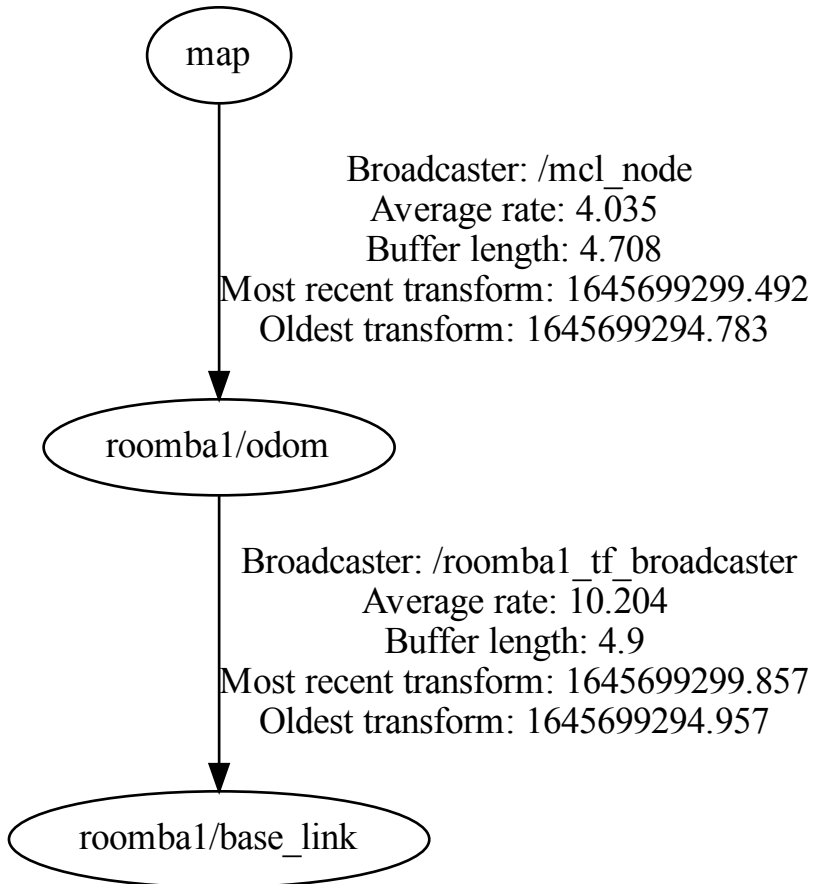 map
Broadcaster: /mcl_node
Average rate: 4.035
Buffer length: 4.708
Most recent transform: 1645699299.492
Oldest transform: 1645699294.783
roomba1/odom
Broadcaster: /roomba1_tf_broadcaster
Average rate: 10.204
Buffer length: 4.9
Most recent transform: 1645699299.857
Oldest transform: 1645699294.957
roomba1/base_link